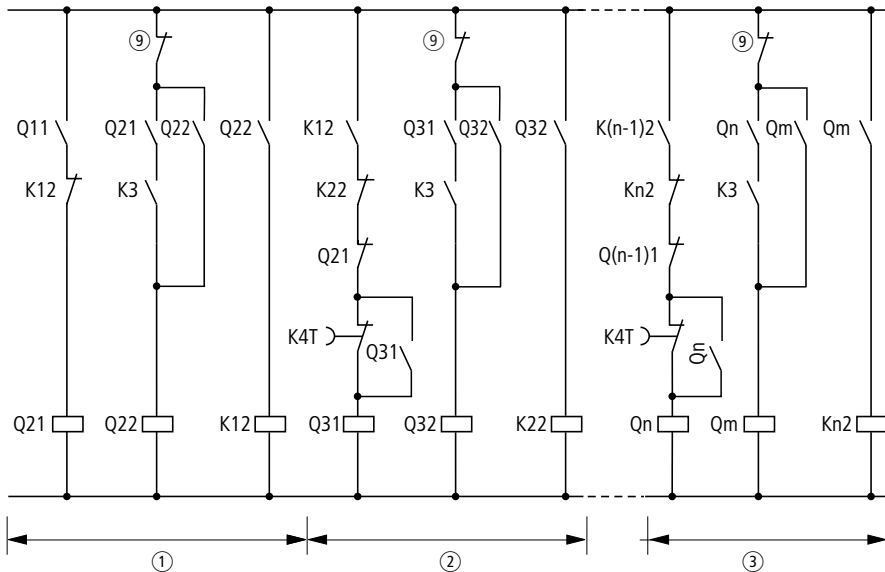 ⑨ ⑨ ⑨
Q11 Q21 Q22 Q22 K12 Q31 Q32 Q32 K(n-1)2 Qn Qm Qm
K12 K3 K22 K3 Kn2 K3
Q21 Q(n-1)1
K4T Q31 K4T Qn
Q21 Q22 K12 Q31 Q32 K22 Qn Qm Kn2
① ② ③